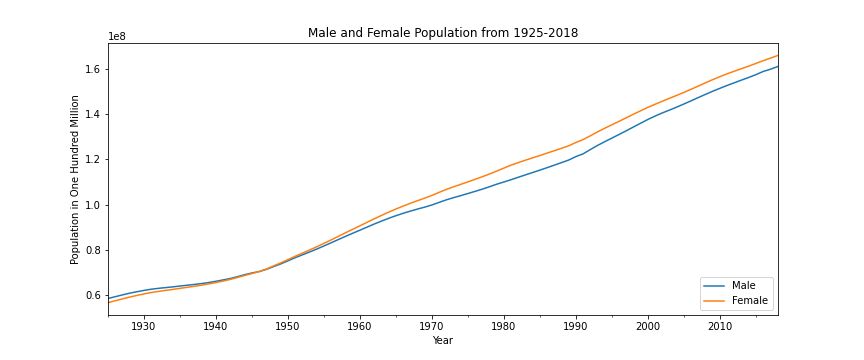 Male and Female Population from 1925-2018
1e8
Population in One Hundred Million
1.6
1.4
1.2
1.0
0.8
0.6
1930 1940 1950 1960 1970 1980 1990 2000 2010
Year
Male
Female